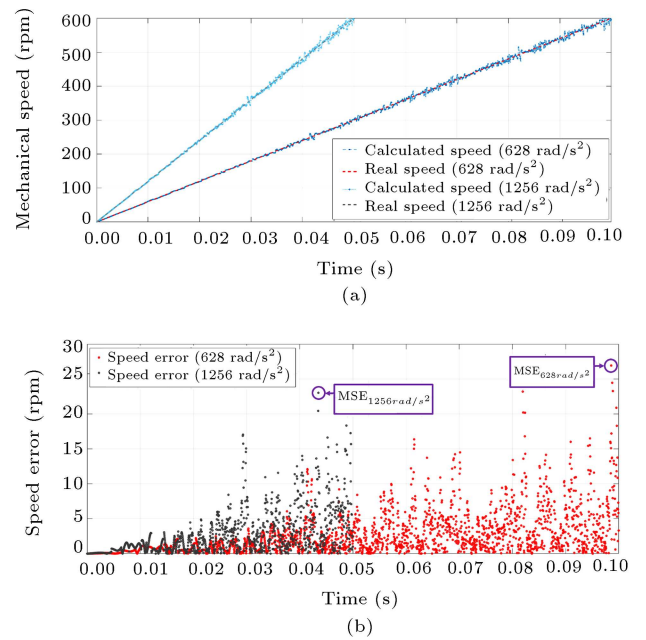 Mechanical speed (rpm)
600
500
400
300
200
100
0
Calculated speed (628 rad/s²)
Real speed (628 rad/s²)
Calculated speed (1256 rad/s²)
Real speed (1256 rad/s²)
0.00 0.01 0.02 0.03 0.04 0.05 0.06 0.07 0.08 0.09 0.10
Time (s)
(a)
Speed error (rpm)
30
25
20
15
10
5
0
Speed error (628 rad/s²)
Speed error (1256 rad/s²)
MSE1256rad/s²
MSE628rad/s²
0.00 0.01 0.02 0.03 0.04 0.05 0.06 0.07 0.08 0.09 0.10
Time (s)
(b)